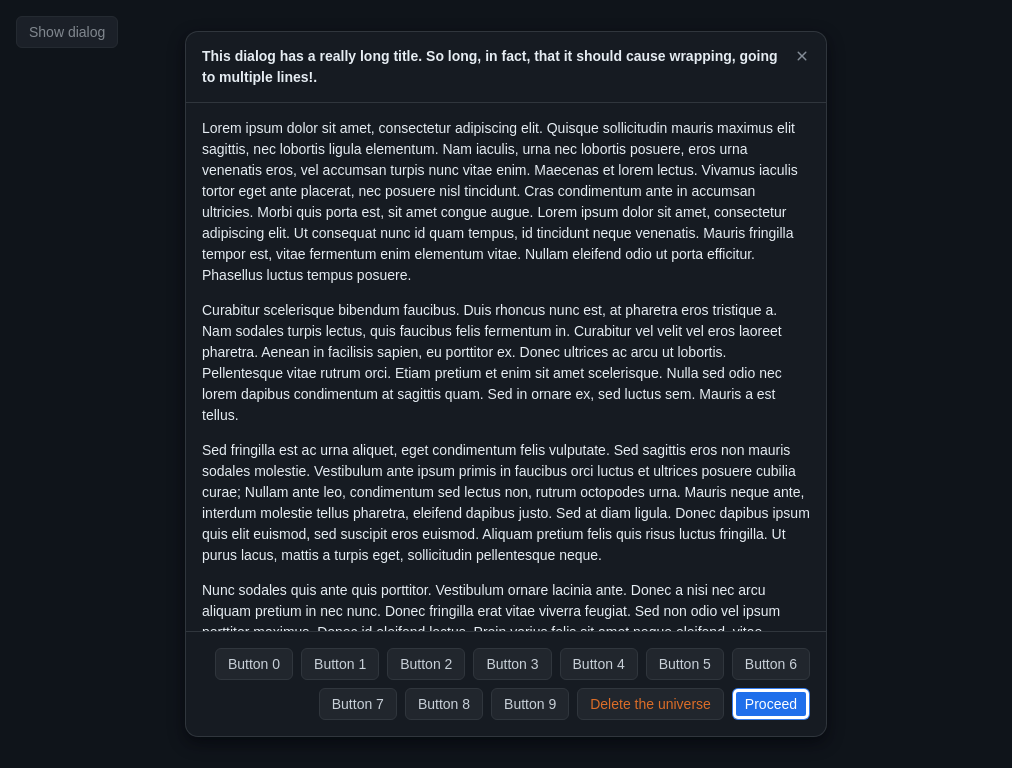 Show dialog
This dialog has a really long title. So long, in fact, that it should cause wrapping, going
to multiple lines!.
Lorem ipsum dolor sit amet, consectetur adipiscing elit. Quisque sollicitudin mauris maximus elit
sagittis, nec lobortis ligula elementum. Nam iaculis, urna nec lobortis posuere, eros urna
venenatis eros, vel accumsan turpis nunc vitae enim. Maecenas et lorem lectus. Vivamus iaculis
tortor eget ante placerat, nec posuere nisl tincidunt. Cras condimentum ante in accumsan
ultricies. Morbi quis porta est, sit amet congue augue. Lorem ipsum dolor sit amet, consectetur
adipiscing elit. Ut consequat nunc id quam tempus, id tincidunt neque venenatis. Mauris fringilla
tempor est, vitae fermentum enim elementum vitae. Nullam eleifend odio ut porta efficitur.
Phasellus luctus tempus posuere.
Curabitur scelerisque bibendum faucibus. Duis rhoncus nunc est, at pharetra eros tristique a.
Nam sodales turpis lectus, quis faucibus felis fermentum in. Curabitur vel velit vel eros laoreet
pharetra. Aenean in facilisis sapien, eu porttitor ex. Donec ultrices ac arcu ut lobortis.
Pellentesque vitae rutrum orci. Etiam pretium et enim sit amet scelerisque. Nulla sed odio nec
lorem dapibus condimentum at sagittis quam. Sed in ornare ex, sed luctus sem. Mauris a est
tellus.
Sed fringilla est ac urna aliquet, eget condimentum felis vulputate. Sed sagittis eros non mauris
sodales molestie. Vestibulum ante ipsum primis in faucibus orci luctus et ultrices posuere cubilia
curae; Nullam ante leo, condimentum sed lectus non, rutrum octopodes urna. Mauris neque ante,
interdum molestie tellus pharetra, eleifend dapibus justo. Sed at diam ligula. Donec dapibus ipsum
quis elit euismod, sed suscipit eros euismod. Aliquam pretium felis quis risus luctus fringilla. Ut
purus lacus, mattis a turpis eget, sollicitudin pellentesque neque.
Nunc sodales quis ante quis porttitor. Vestibulum ornare lacinia ante. Donec a nisi nec arcu
aliquam pretium in nec nunc. Donec fringilla erat vitae viverra feugiat. Sed non odio vel ipsum
Button 0 Button 1 Button 2 Button 3 Button 4 Button 5 Button 6
Button 7 Button 8 Button 9 Delete the universe Proceed